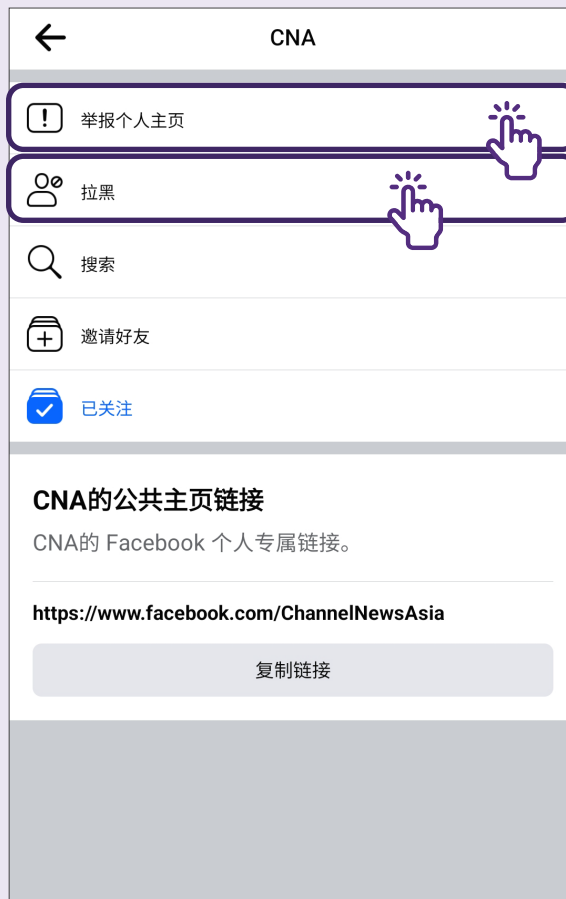 CNA
举报个人主页
拉黑
搜索
邀请好友
已关注
CNA的公共主页链接
CNA的 Facebook 个人专属链接。
https://www.facebook.com/ChannelNewsAsia
复制链接